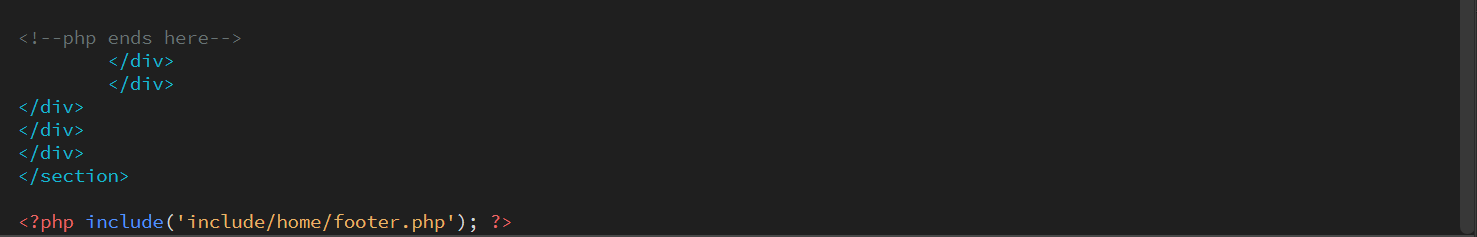 <!--php ends here-->
</div>
</div>
</div>
</div>
</div>
</section>
<?php include('include/home/footer.php'); ?>